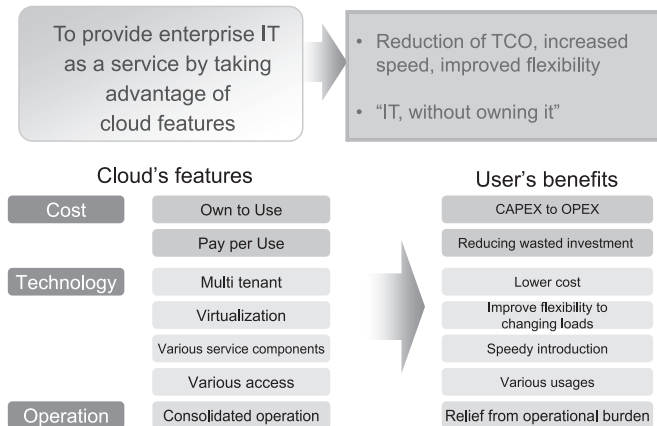 To provide enterprise IT
as a service by taking
advantage of
cloud features
• Reduction of TCO, increased
speed, improved flexibility
• “IT, without owning it”
Cloud’s features
User’s benefits
Cost
Own to Use
CAPEX to OPEX
Pay per Use
Reducing wasted investment
Technology
Multi tenant
Lower cost
Virtualization
Improve flexibility to
changing loads
Various service components
Speedy introduction
Various access
Various usages
Operation
Consolidated operation
Relief from operational burden